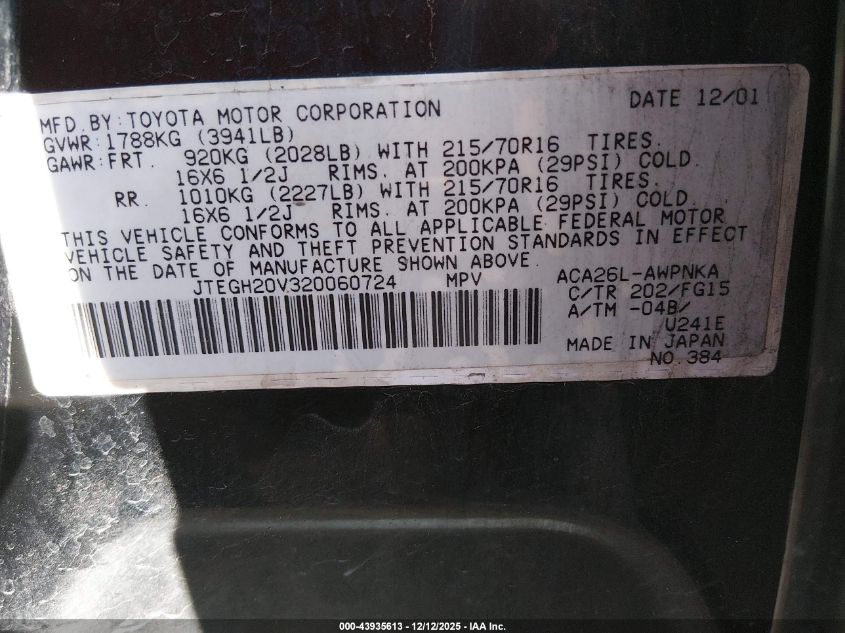 MFD.BY:TOYOTA MOTOR CORPORATION DATE 12/01
GVWR:1788KG (3941LB)
GAWR:FRT. 920KG (2028LB) WITH 215/70R16 TIRES.
16X6 1/2J RIMS. AT 200KPA (29PSI) COLD.
RR. 1010KG (2227LB) WITH 215/70R16 TIRES.
16X6 1/2J RIMS. AT 200KPA (29PSI) COLD.
THIS VEHICLE CONFORMS TO ALL APPLICABLE FEDERAL MOTOR
VEHICLE SAFETY AND THEFT PREVENTION STANDARDS IN EFFECT
ON THE DATE OF MANUFACTURE SHOWN ABOVE.
JTEGH20V320060724 MPV ACA26L-AWPNKA
C/TR 202/FG15
A/TM -04B/
U241E
MADE IN JAPAN
NO.384
000-43935613 - 12/12/2025 - IAA Inc.